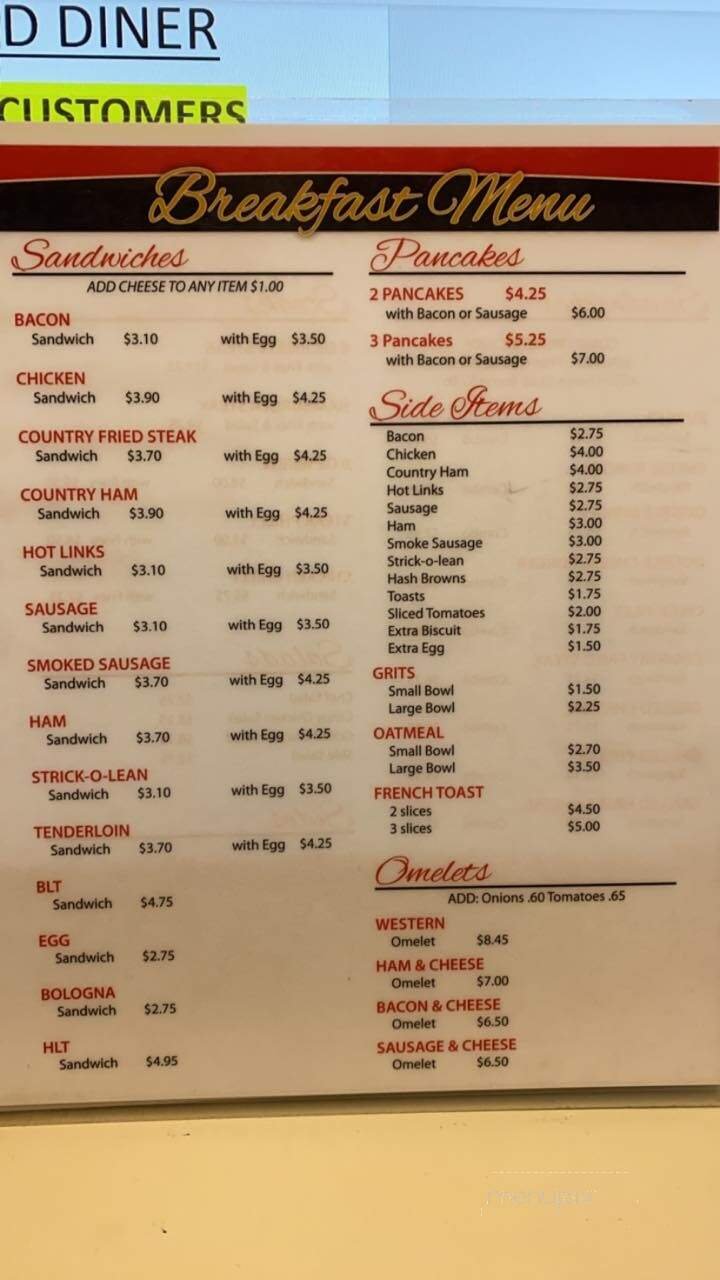 D DINER
CUSTOMERS
Breakfast Menu
Sandwiches
ADD CHEESE TO ANY ITEM $1.00
BACON
Sandwich $3.10 with Egg $3.50
CHICKEN
Sandwich $3.90 with Egg $4.25
COUNTRY FRIED STEAK
Sandwich $3.70 with Egg $4.25
COUNTRY HAM
Sandwich $3.90 with Egg $4.25
HOT LINKS
Sandwich $3.10 with Egg $3.50
SAUSAGE
Sandwich $3.10 with Egg $3.50
SMOKED SAUSAGE
Sandwich $3.70 with Egg $4.25
HAM
Sandwich $3.70 with Egg $4.25
STRICK-O-LEAN
Sandwich $3.10 with Egg $3.50
TENDERLOIN
Sandwich $3.70 with Egg $4.25
BLT
Sandwich $4.75
EGG
Sandwich $2.75
BOLOGNA
Sandwich $2.75
HLT
Sandwich $4.95
Pancakes
2 PANCAKES $4.25
with Bacon or Sausage $6.00
3 Pancakes $5.25
with Bacon or Sausage $7.00
Side Items
Bacon $2.75
Chicken $4.00
Country Ham $4.00
Hot Links $2.75
Sausage $2.75
Ham $3.00
Smoke Sausage $3.00
Strick-o-lean $2.75
Hash Browns $2.75
Toasts $1.75
Sliced Tomatoes $2.00
Extra Biscuit $1.75
Extra Egg $1.50
GRITS
Small Bowl $1.50
Large Bowl $2.25
OATMEAL
Small Bowl $2.70
Large Bowl $3.50
FRENCH TOAST
2 slices $4.50
3 slices $5.00
Omelets
ADD: Onions .60 Tomatoes .65
WESTERN
Omelet $8.45
HAM & CHEESE
Omelet $7.00
BACON & CHEESE
Omelet $6.50
SAUSAGE & CHEESE
Omelet $6.50